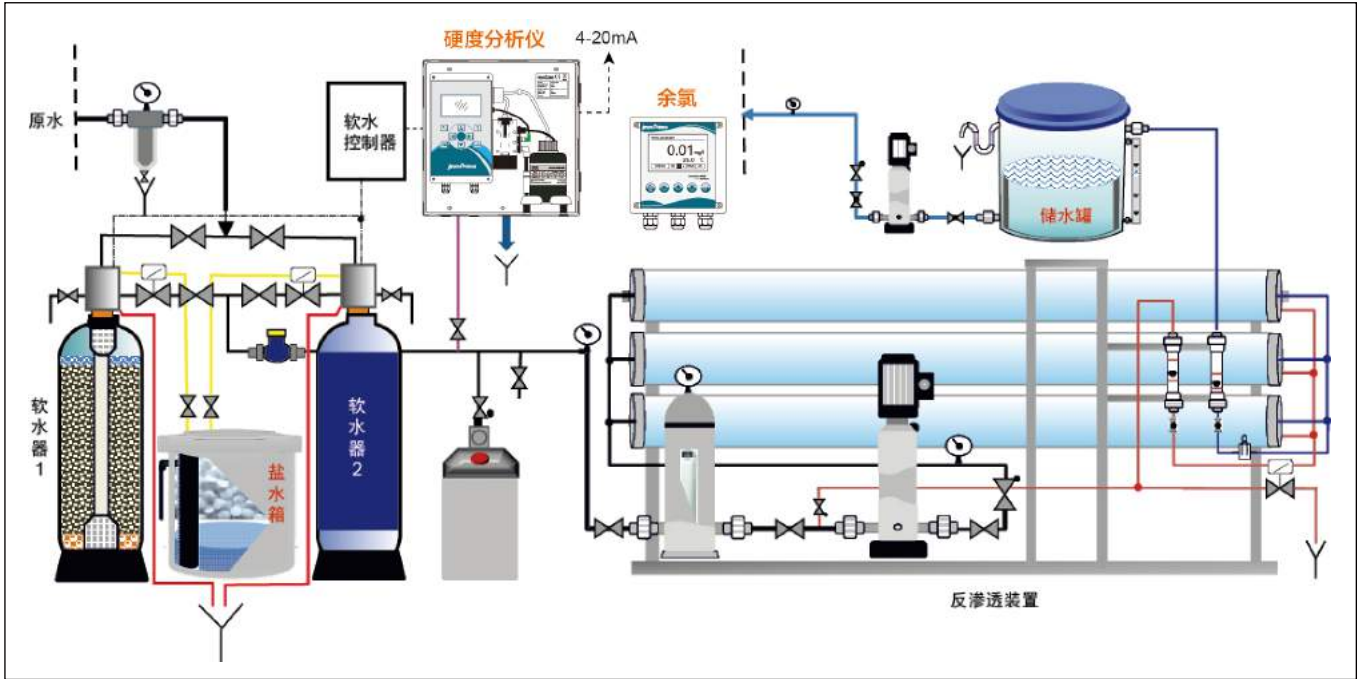 硬度分析仪
4-20mA
余氯
原水
软水
控制器
0.01 mg/l
25.0 C
储水罐
软水器1
软水器2
盐水箱
反渗透装置